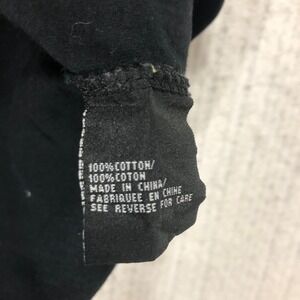 100%COTTON/
100%COTON
MADE IN CHINA/
FABRIQUEE EN CHINE
SEE REVERSE FOR CARE